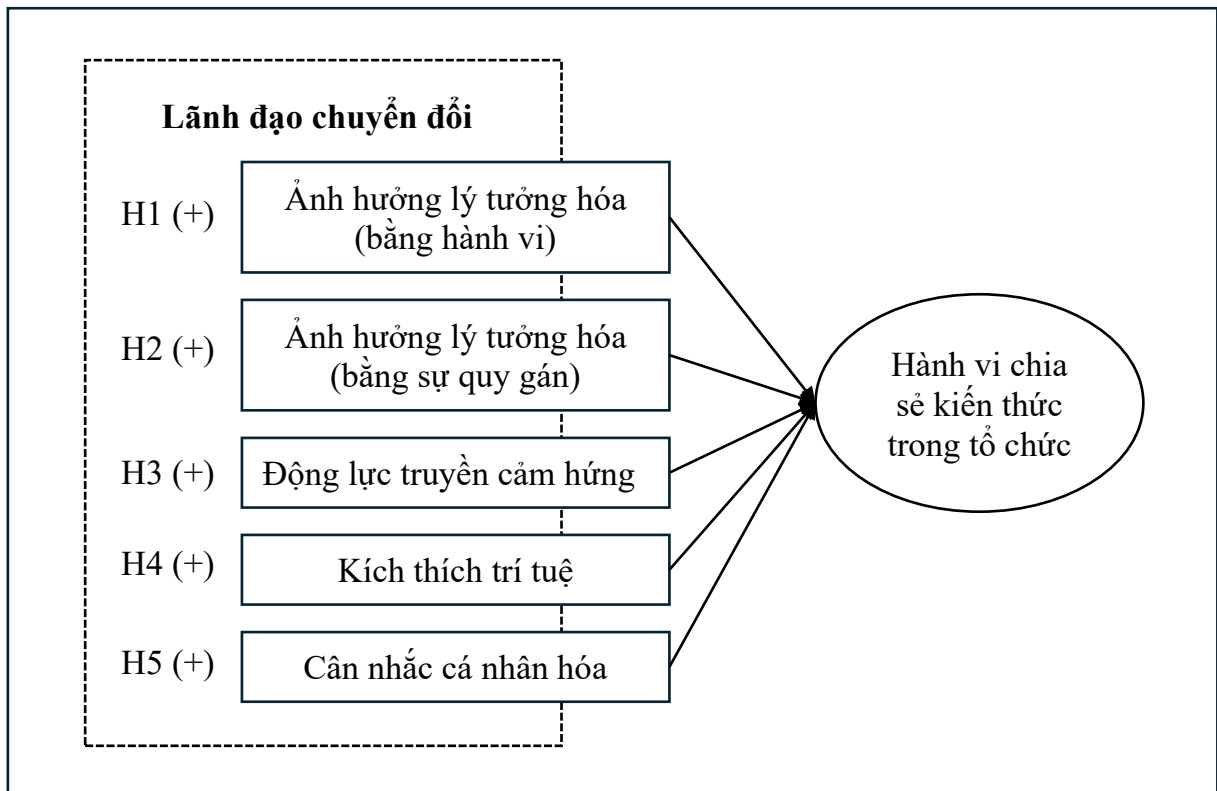 Lãnh đạo chuyển đổi
H1 (+)
Ảnh hưởng lý tưởng hóa
(bằng hành vi)
H2 (+)
Ảnh hưởng lý tưởng hóa
(bằng sự quy gán)
H3 (+)
Động lực truyền cảm hứng
H4 (+)
Kích thích trí tuệ
H5 (+)
Cân nhắc cá nhân hóa
Hành vi chia
sẻ kiến thức
trong tổ chức